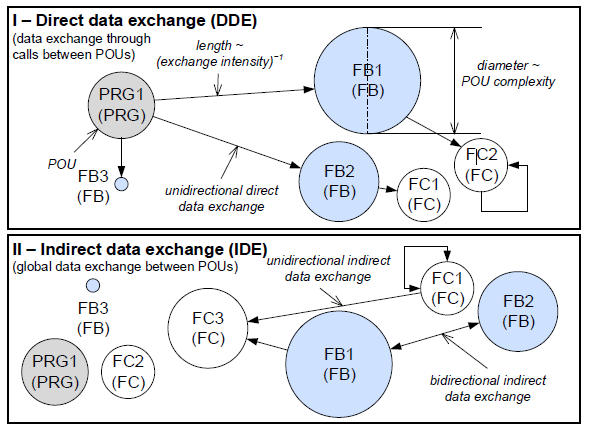 I – Direct data exchange (DDE)
(data exchange through
calls between POUs)
length ~
(exchange intensity)⁻¹
FB1
(FB)
diameter ~
POU complexity
PRG1
(PRG)
POU
FB3
(FB)
unidirectional direct
data exchange
FB2
(FB)
FC1
(FC)
FC2
(FC)
II – Indirect data exchange (IDE)
(global data exchange between POUs)
unidirectional indirect
data exchange
FB3
(FB)
FC3
(FC)
FC1
(FC)
FB2
(FB)
PRG1
(PRG)
FC2
(FC)
FB1
(FB)
bidirectional indirect
data exchange